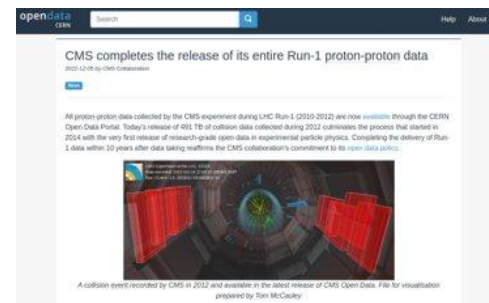 opendata
CERN
Search
Help About
CMS completes the release of its entire Run-1 proton-proton data
2022-12-05 by CMS Collaboration
News
All proton-proton data collected by the CMS experiment during LHC Run-1 (2010-2012) are now available through the CERN
Open Data Portal. Today's release of 491 TB of collision data collected during 2012 culminates the process that started in
2014 with the very first release of research-grade open data in experimental particle physics. Completing the delivery of Run-
1 data within 10 years after data taking reaffirms the CMS collaboration's commitment to its open data policy.
A collision event recorded by CMS in 2012 and available in the latest release of CMS Open Data. File for visualisation
prepared by Tom McCauley